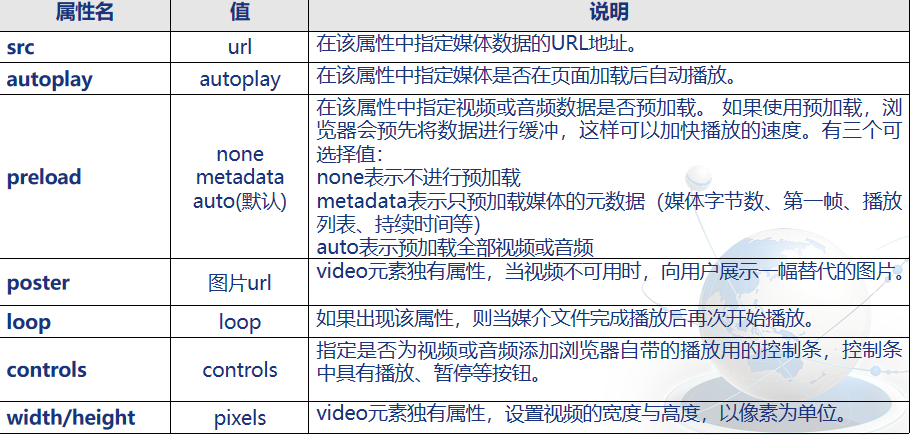 属性名 值 说明
src url 在该属性中指定媒体数据的URL地址。
autoplay autoplay 在该属性中指定媒体是否在页面加载后自动播放。
preload
none
metadata
auto(默认)
在该属性中指定视频或音频数据是否预加载。 如果使用预加载，浏
览器会预先将数据进行缓冲，这样可以加快播放的速度。有三个可
选择值：
none表示不进行预加载
metadata表示只预加载媒体的元数据（媒体字节数、第一帧、播放
列表、持续时间等）
auto表示预加载全部视频或音频
poster 图片url video元素独有属性，当视频不可用时，向用户展示一幅替代的图片。
loop loop 如果出现该属性，则当媒介文件完成播放后再次开始播放。
controls controls 指定是否为视频或音频添加浏览器自带的播放用的控制条，控制条
中具有播放、暂停等按钮。
width/height pixels video元素独有属性，设置视频的宽度与高度，以像素为单位。